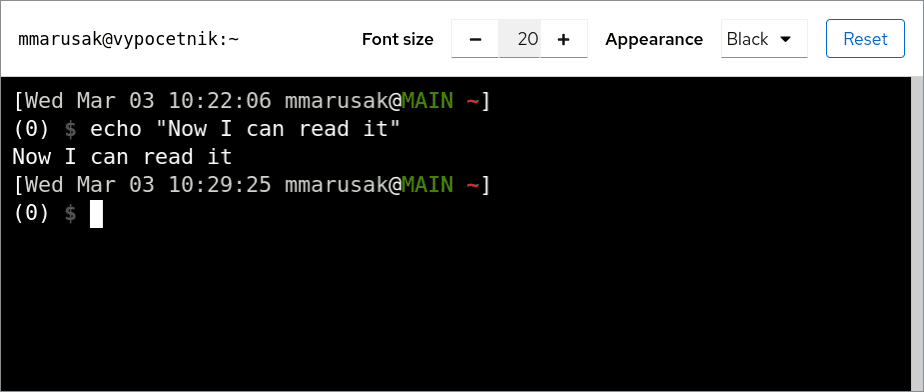 mmarusak@vypocetnik:~ Font size − 20 + Appearance Black Reset
[Wed Mar 03 10:22:06 mmarusak@MAIN ~]
(0) $ echo "Now I can read it"
Now I can read it
[Wed Mar 03 10:29:25 mmarusak@MAIN ~]
(0) $